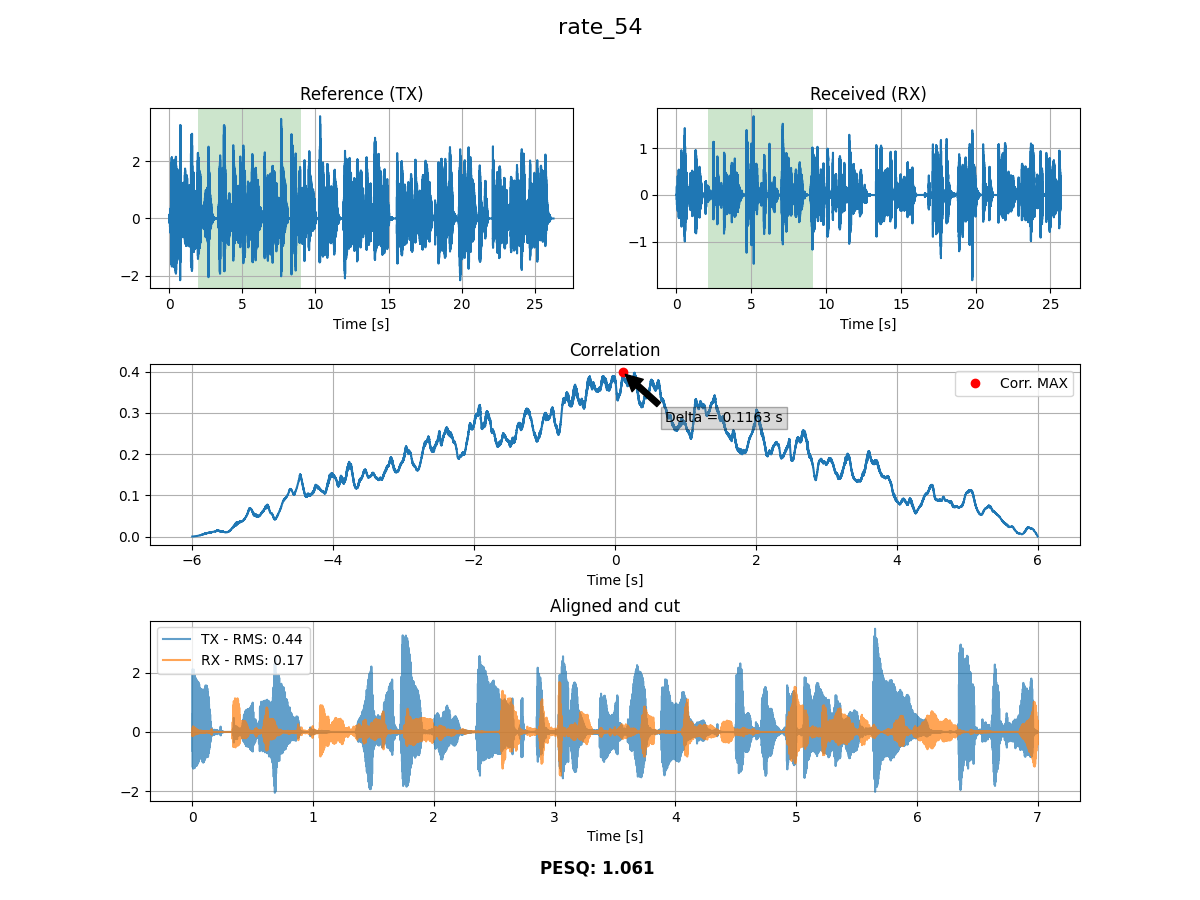 rate_54
Reference (TX)
2
0
−2
0 5 10 15 20 25
Time [s]
Received (RX)
1
0
−1
0 5 10 15 20 25
Time [s]
Correlation
0.4
0.3
0.2
0.1
0.0
Corr. MAX
Delta = 0.1163 s
−6 −4 −2 0 2 4 6
Time [s]
Aligned and cut
TX - RMS: 0.44
RX - RMS: 0.17
2
0
−2
0 1 2 3 4 5 6 7
Time [s]
PESQ: 1.061